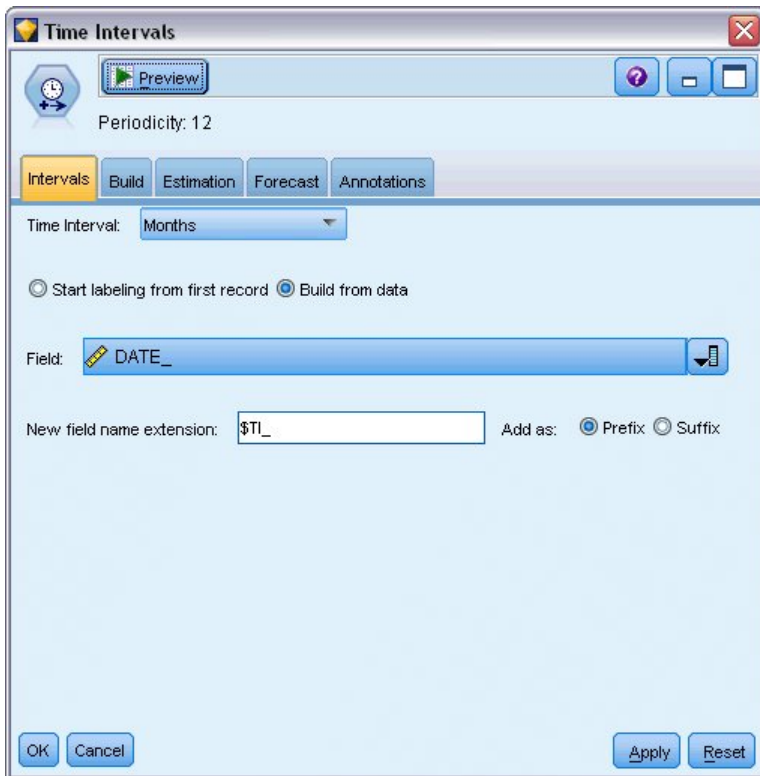 Time Intervals
Preview
Periodicity: 12
Intervals Build Estimation Forecast Annotations
Time Interval: Months
Start labeling from first record Build from data
Field: DATE_
New field name extension: $TI_ Add as: Prefix Suffix
OK Cancel Apply Reset